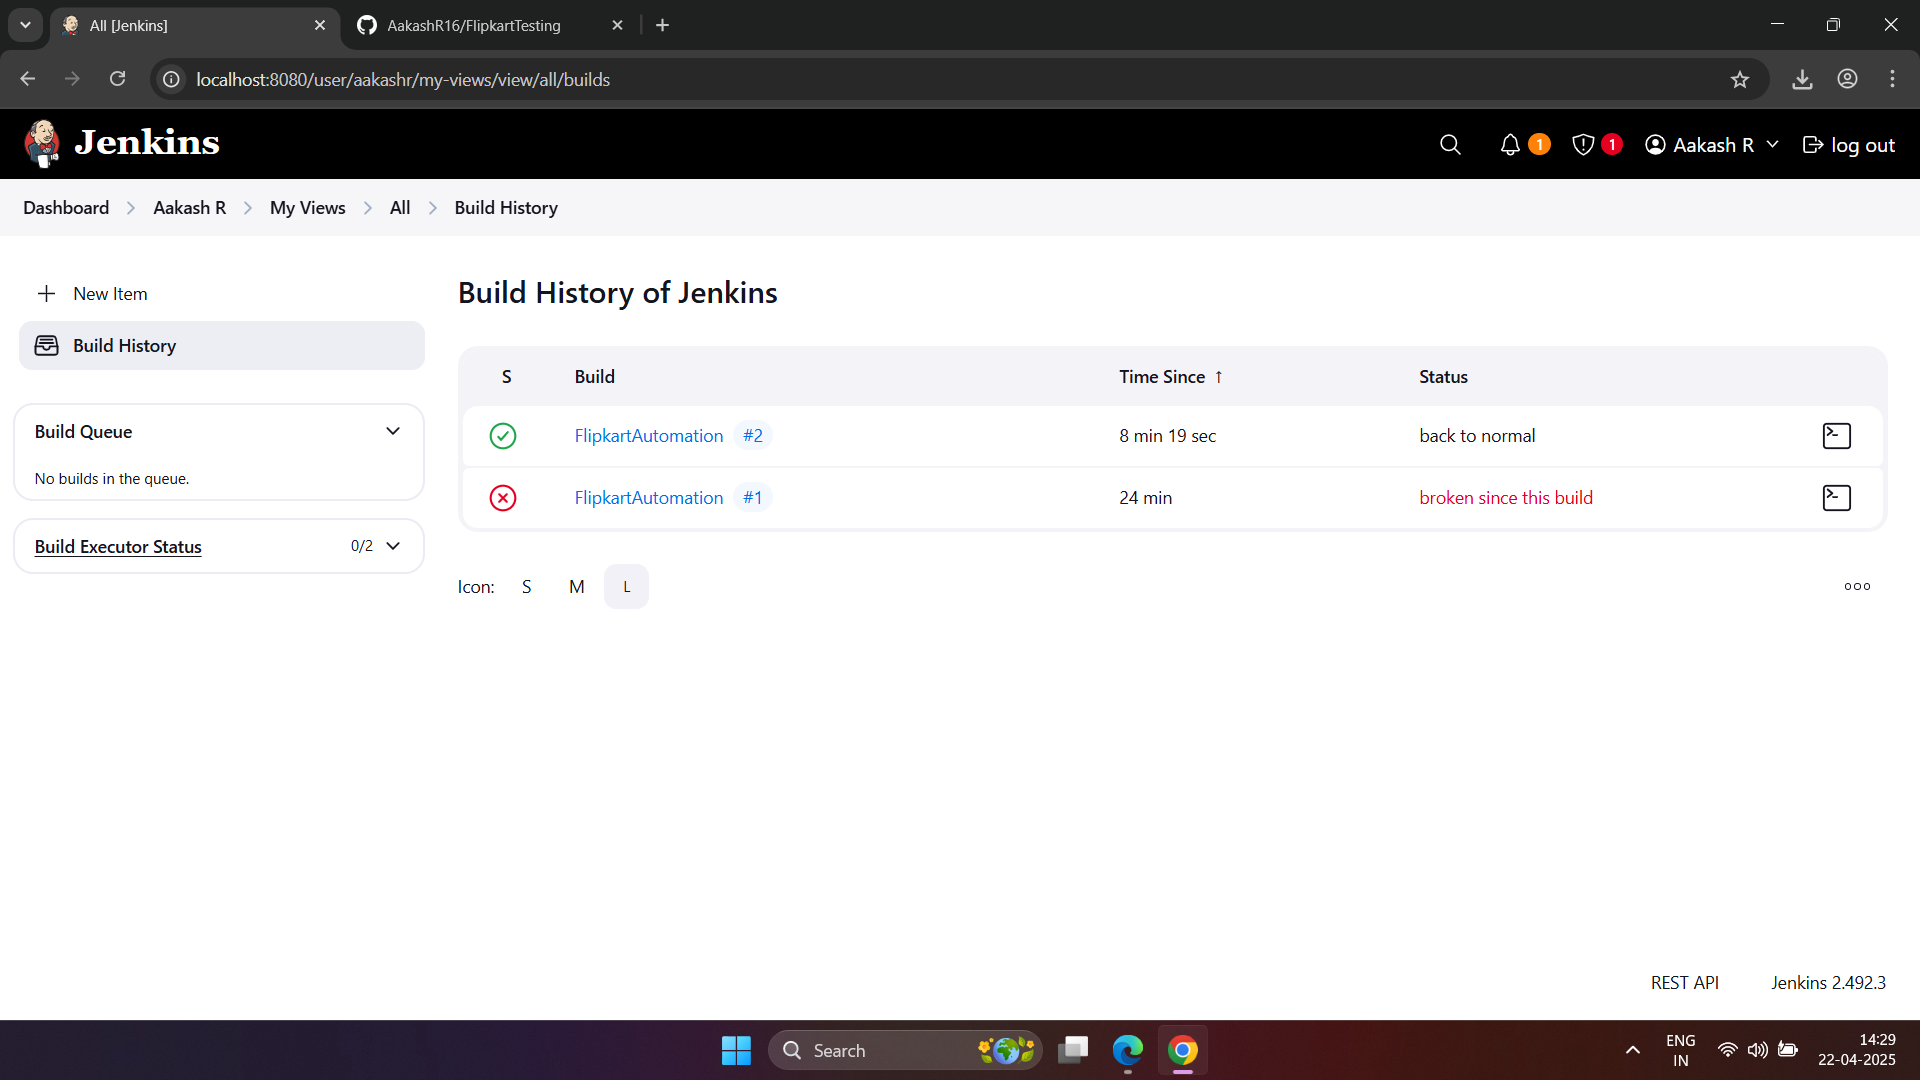 All [Jenkins]
AakashR16/FlipkartTesting
localhost:8080/user/aakashr/my-views/view/all/builds
Jenkins
1
1
Aakash R
log out
Dashboard
Aakash R
My Views
All
Build History
New Item
Build History
Build Queue
No builds in the queue.
Build Executor Status
0/2
Build History of Jenkins
S Build Time Since ↑ Status
FlipkartAutomation #2 8 min 19 sec back to normal
FlipkartAutomation #1 24 min broken since this build
Icon: S M L
REST API
Jenkins 2.492.3
Search
ENG
IN
14:29
22-04-2025